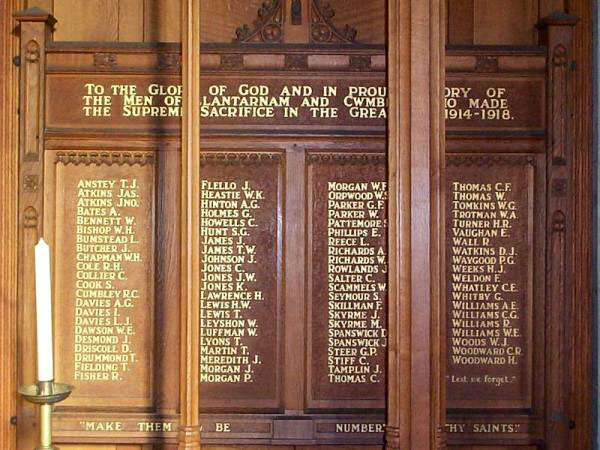 To the Glor of God and in prou ory of
the Men of lantarnam and Cwmb o made
the Supreme Sacrifice in the Grea 1914-1918.
Anstey T.J.
Atkins Jas.
Atkins Jno.
Bates A.
Bennett W.
Bishop W.H.
Bumstead L.
Butcher J.
Chapman W.H.
Cole R.H.
Collier C.
Cook S.
Cumbley R.C.
Davies A.G.
Davies I.
Davies L.J.
Dawson W.E.
Desmond J.
Driscoll D.
Drummond T.
Fielding T.
Fisher R.
Flello J.
Heastie W.K.
Hinton A.G.
Holmes G.
Howells C.
Hunt S.G.
James J.
James T.W.
Johnson J.
Jones C.
Jones J.W.
Jones K.
Lawrence H.
Lewis H.W.
Lewis T.
Leyshon W.
Luffman W.
Lyons T.
Martin T.
Meredith J.
Morgan J.
Morgan P.
Morgan W.F.
Orpwood W.S.
Parker G.F.
Parker W.
Pattemore S.
Phillips E.
Reece L.
Richards A.
Richards W.
Rowlands J.
Salter C.
Scammels W.
Seymour S.
Skillman F.
Skyrme J.
Skyrme M.
Spanswick D.
Spanswick J.
Steer G.P.
Stiff C.
Tamplin J.
Thomas C.
Thomas C.F.
Thomas W.
Tomkins W.G.
Trotman W.A.
Turner H.R.
Vaughan E.
Wall R.
Watkins D.J.
Waygood P.G.
Weeks H.J.
Weldon F.
Whatley C.E.
Whitby G.
Williams A.E.
Williams C.G.
Williams R.
Williams W.E.
Woods W.J.
Woodward C.R.
Woodward H.
"Lest we forget".
"Make them be number hy Saints."